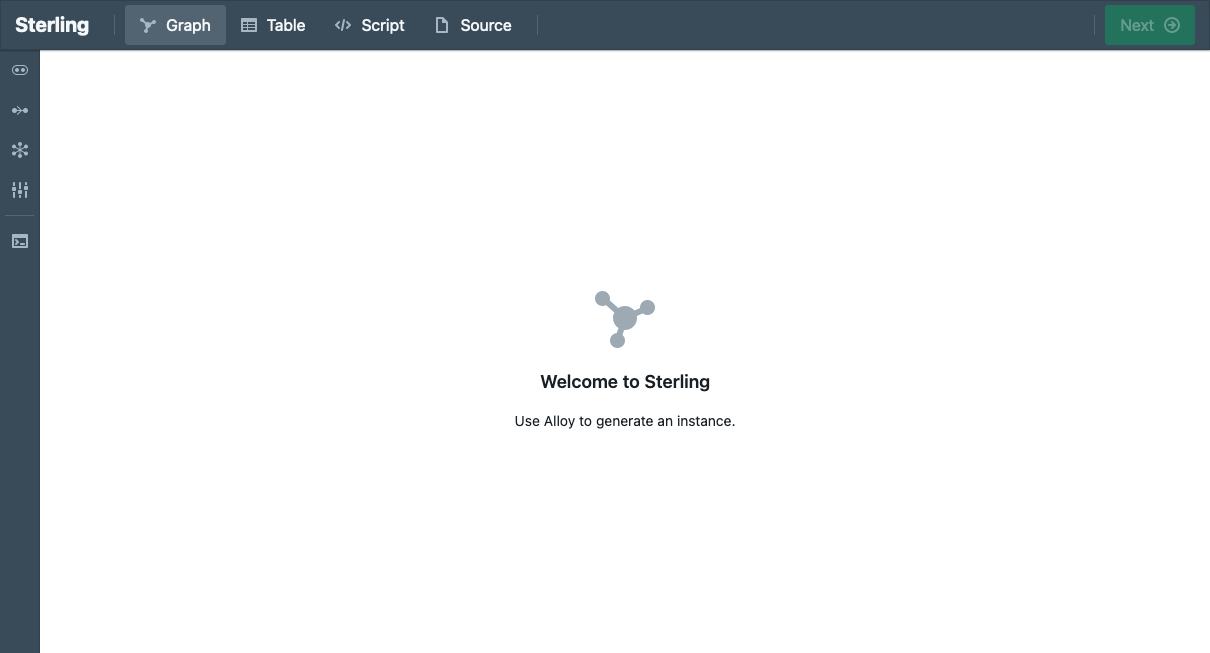 Sterling
Graph
Table
Script
Source
Next
Welcome to Sterling
Use Alloy to generate an instance.